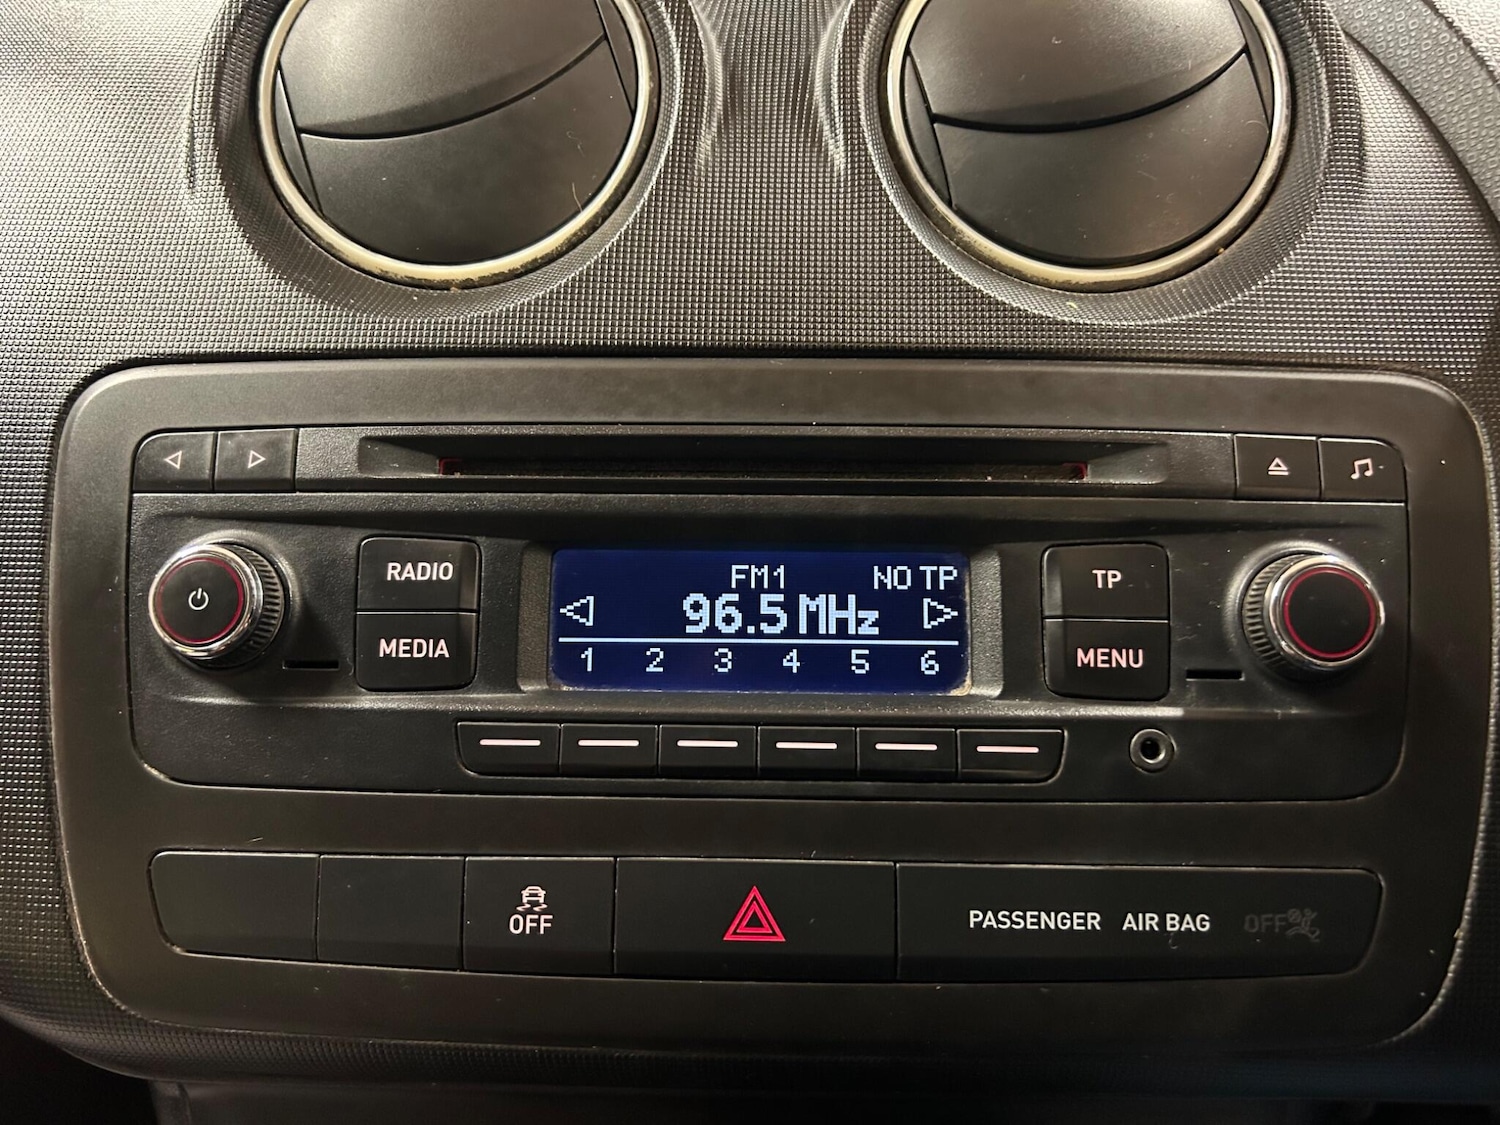 RADIO
MEDIA
FM1 NO TP
96.5 MHz
1 2 3 4 5 6
TP
MENU
OFF
PASSENGER AIR BAG OFF